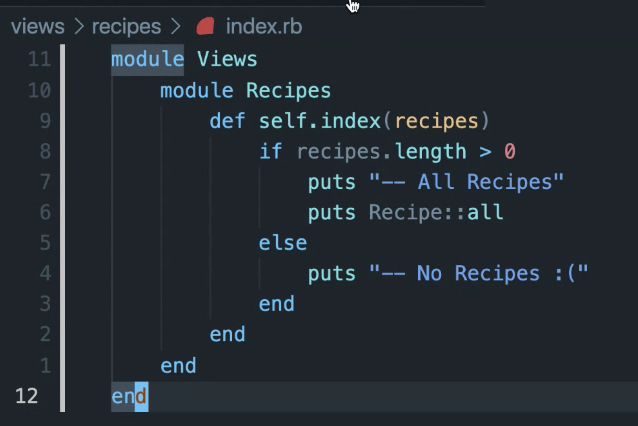 views > recipes > index.rb
11 module Views
10 module Recipes
9 def self.index(recipes)
8 if recipes.length > 0
7 puts "-- All Recipes"
6 puts Recipe::all
5 else
4 puts "-- No Recipes :("
3 end
2 end
1 end
12 end